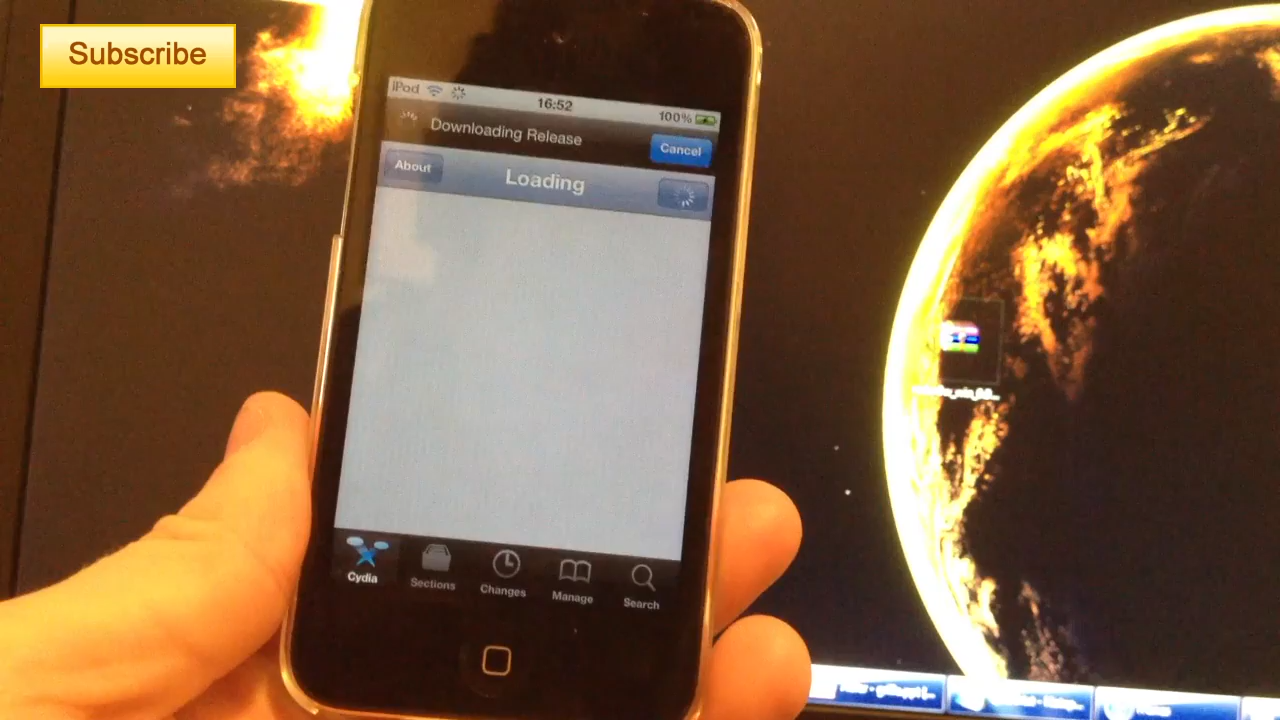 Subscribe
iPod 16:52 100%
Downloading Release Cancel
About Loading
Cydia Sections Changes Manage Search